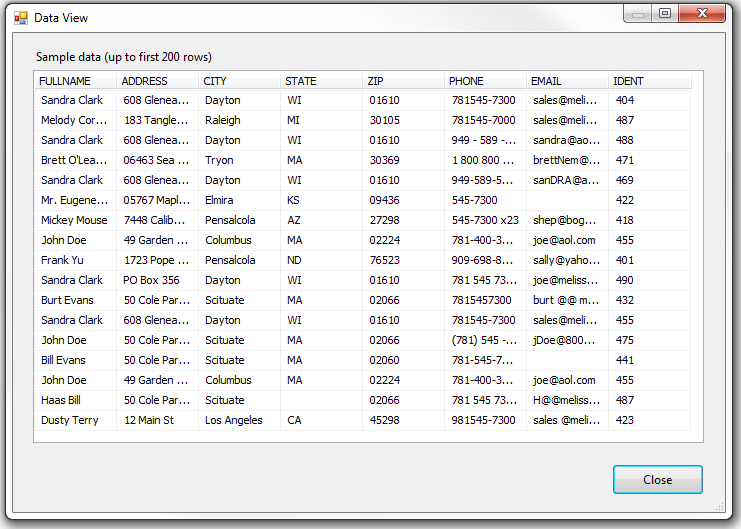 Data View
Sample data (up to first 200 rows)
FULLNAME ADDRESS CITY STATE ZIP PHONE EMAIL IDENT
Sandra Clark 608 Glenea... Dayton WI 01610 781545-7300 sales@meli... 404
Melody Cor... 183 Tangle... Raleigh MI 30105 781545-7000 sales@meli... 487
Sandra Clark 608 Glenea... Dayton WI 01610 949 - 589 -... sandra@ao... 488
Brett O'Lea... 06463 Sea ... Tryon MA 30369 1 800 800 ... brettNem@... 471
Sandra Clark 608 Glenea... Dayton WI 01610 949-589-5... sanDRA@a... 469
Mr. Eugene... 05767 Mapl... Elmira KS 09436 545-7300 422
Mickey Mouse 7448 Calib... Pensalcola AZ 27298 545-7300 x23 shep@bog... 418
John Doe 49 Garden ... Columbus MA 02224 781-400-3... joe@aol.com 455
Frank Yu 1723 Pope ... Pensalcola ND 76523 909-698-8... sally@yaho... 401
Sandra Clark PO Box 356 Dayton WI 01610 781 545 73... joe@meliss... 490
Burt Evans 50 Cole Par... Scituate MA 02066 7815457300 burt @@ m... 432
Sandra Clark 608 Glenea... Dayton WI 01610 781545-7300 sales@meli... 455
John Doe 50 Cole Par... Scituate MA 02066 (781) 545 -... jDoe@800... 475
Bill Evans 50 Cole Par... Scituate MA 02060 781-545-7... 441
John Doe 49 Garden ... Columbus MA 02224 781-400-3... joe@aol.com 455
Haas Bill 50 Cole Par... Scituate 02066 781 545 73... H@@meliss... 487
Dusty Terry 12 Main St Los Angeles CA 45298 981545-7300 sales @meli... 423
Close